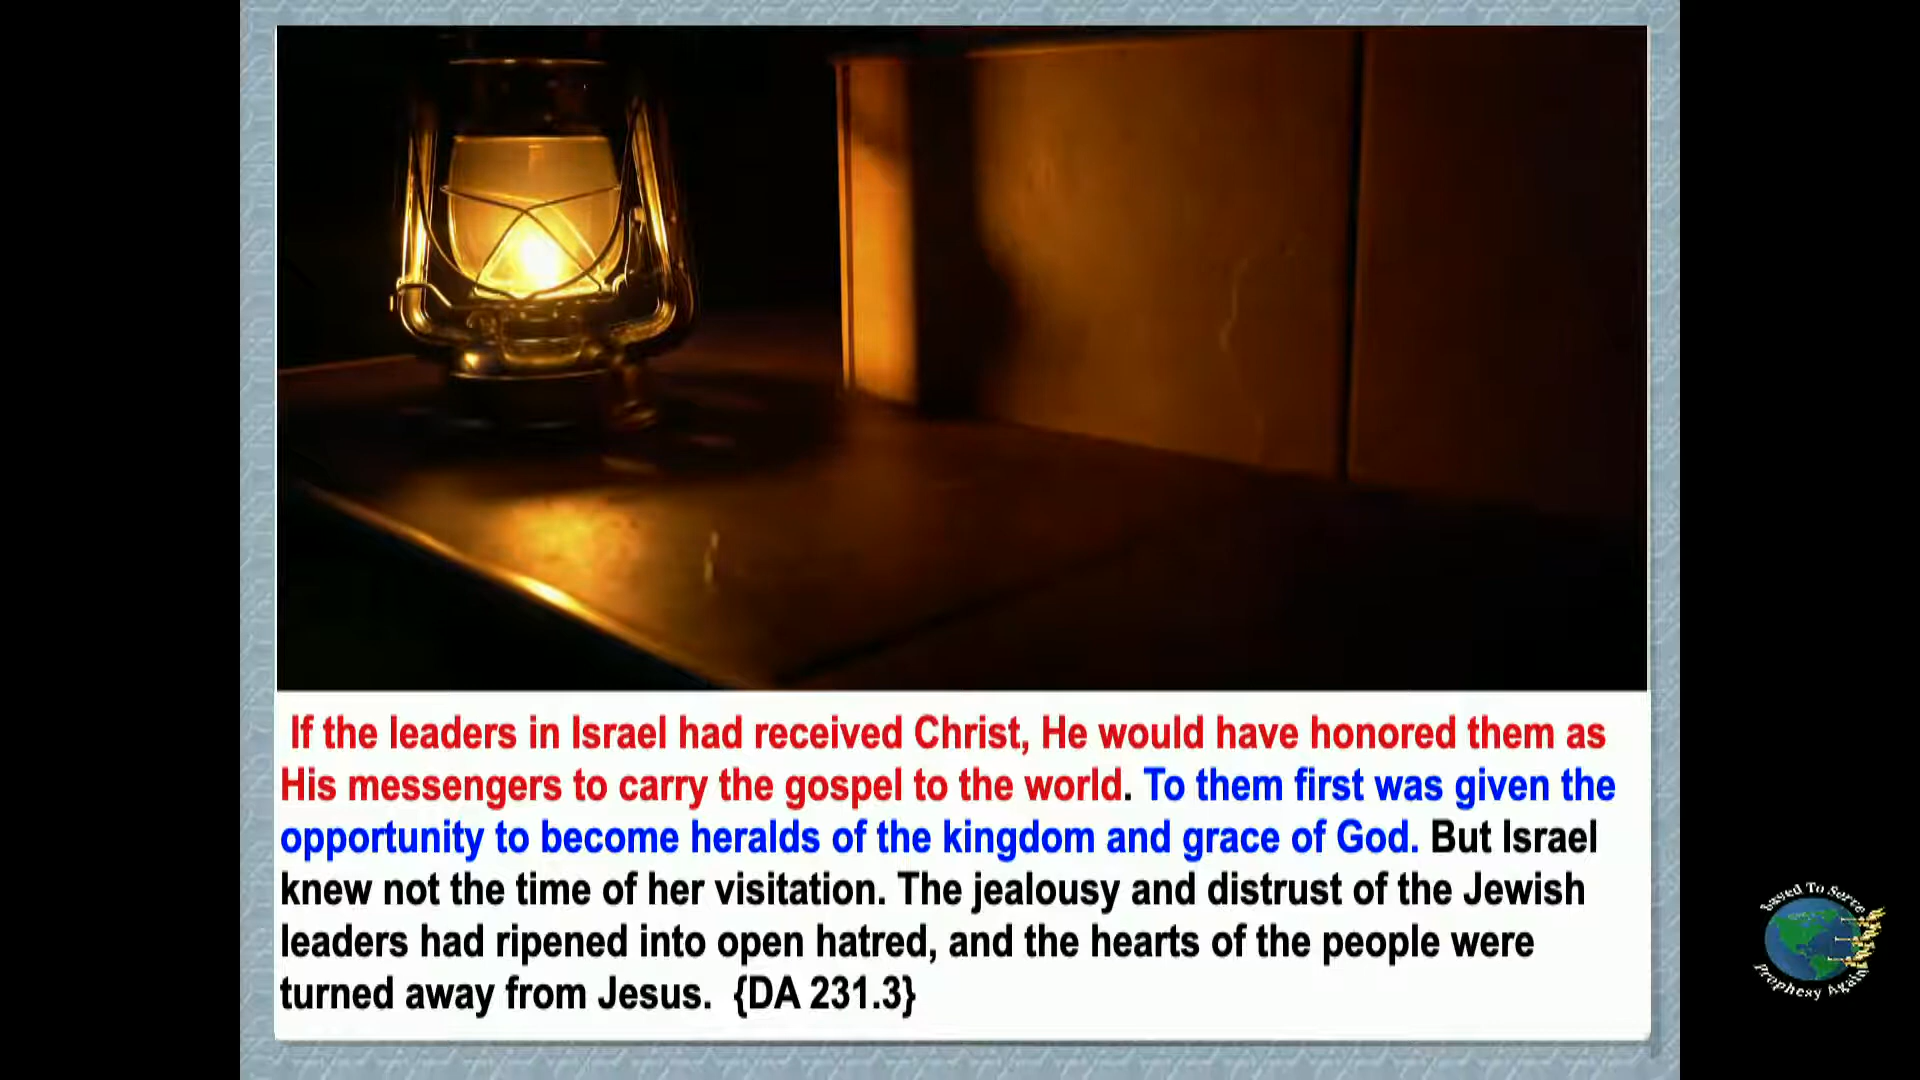 If the leaders in Israel had received Christ, He would have honored them as
His messengers to carry the gospel to the world. To them first was given the
opportunity to become heralds of the kingdom and grace of God. But Israel
knew not the time of her visitation. The jealousy and distrust of the Jewish
leaders had ripened into open hatred, and the hearts of the people were
turned away from Jesus. {DA 231.3}
To Serve
Prophesy Again